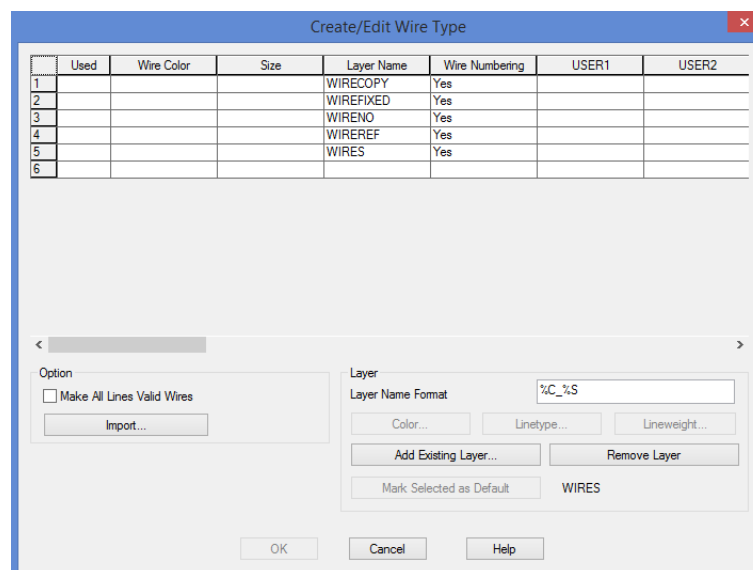 Create/Edit Wire Type
×
Used Wire Color Size Layer Name Wire Numbering USER1 USER2
1 WIRECOPY Yes
2 WIREFIXED Yes
3 WIRENO Yes
4 WIREREF Yes
5 WIRES Yes
6
< >
Option
Make All Lines Valid Wires
Import...
Layer
Layer Name Format %C_%S
Color... Linetype... Lineweight...
Add Existing Layer... Remove Layer
Mark Selected as Default WIRES
OK Cancel Help